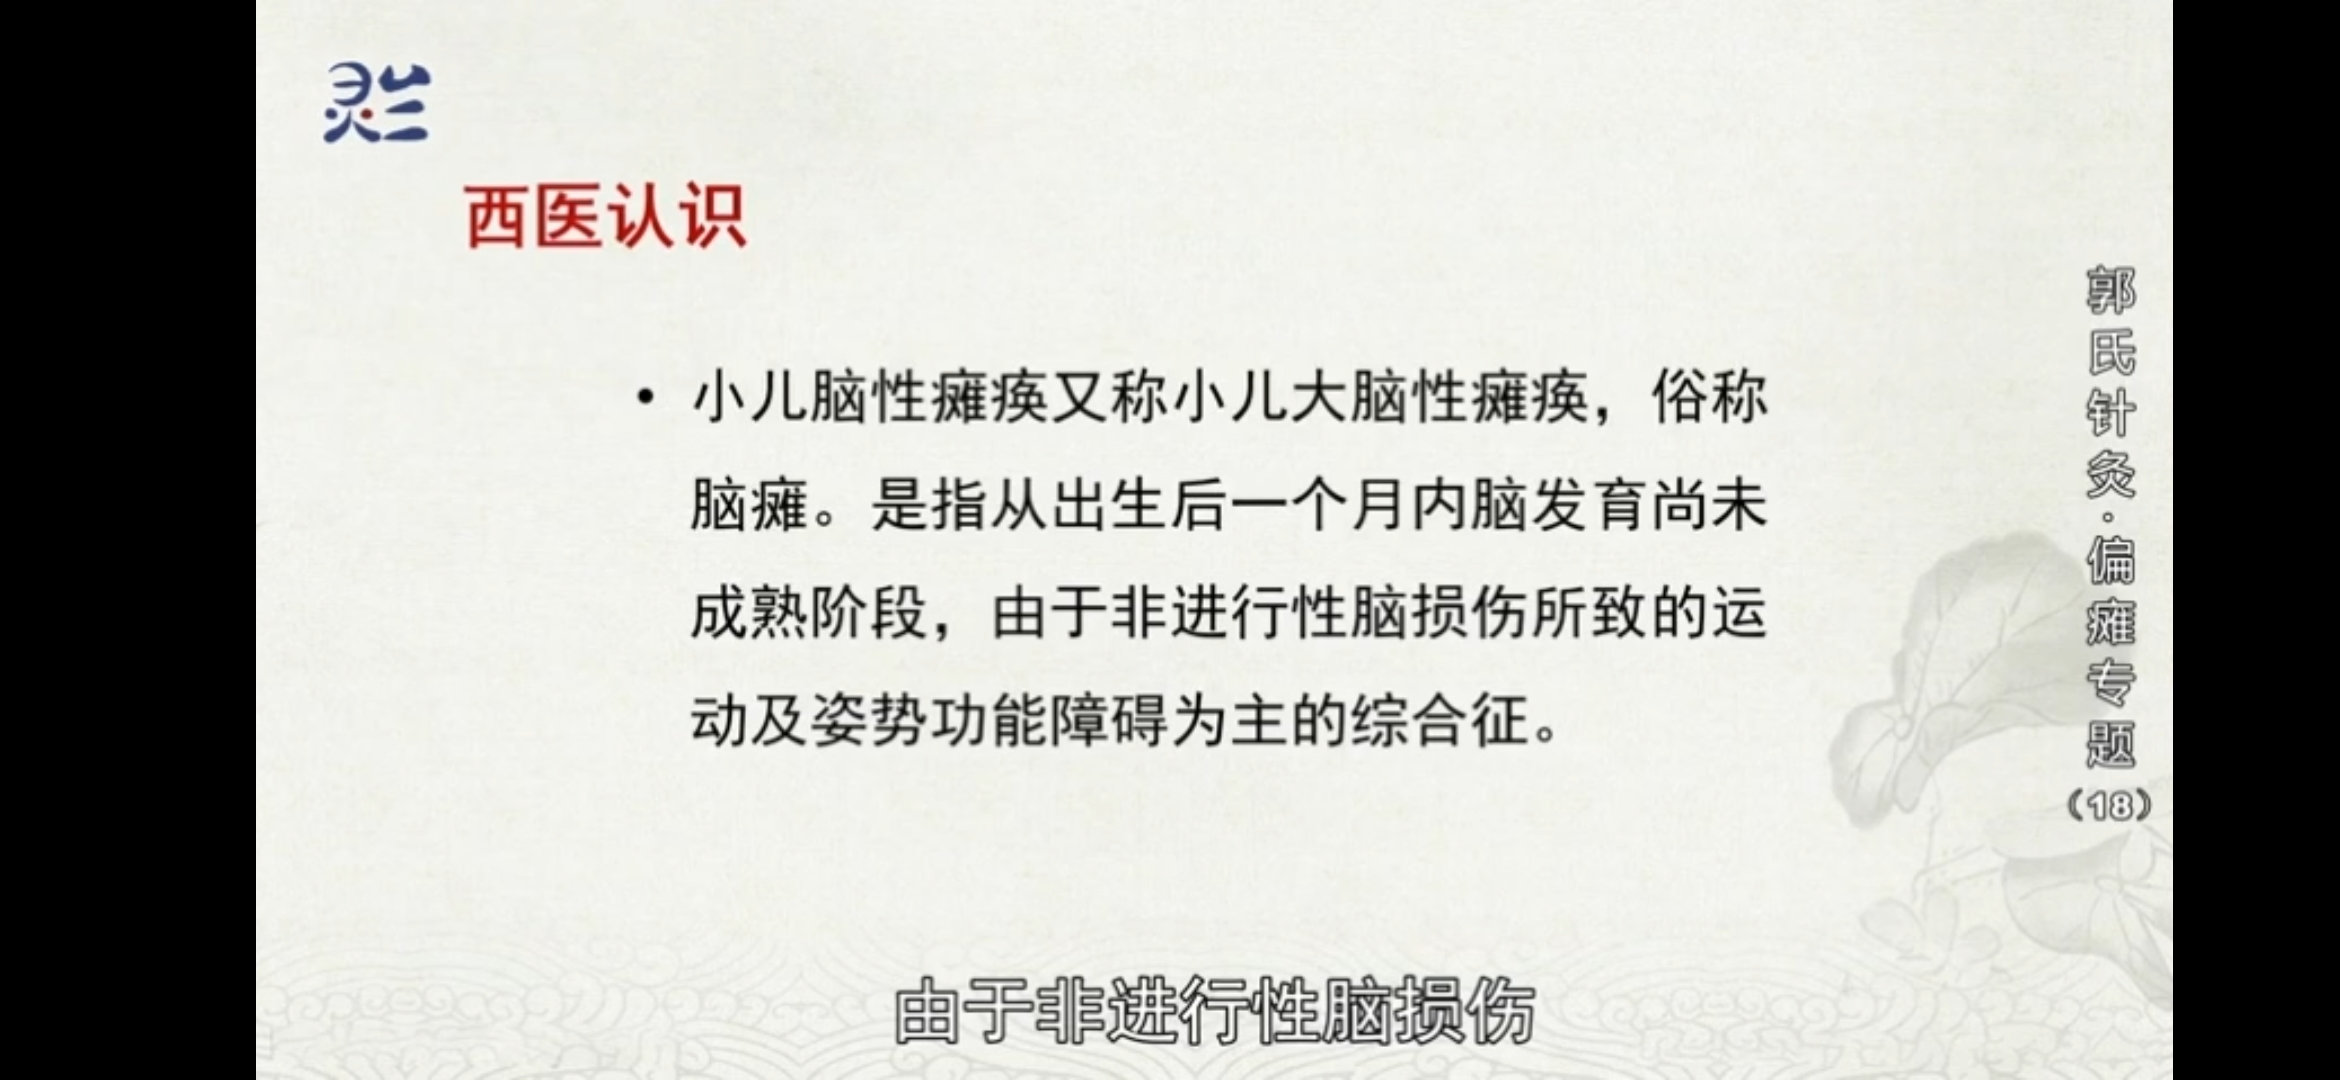 灵兰
西医认识
• 小儿脑性瘫痪又称小儿大脑性瘫痪，俗称
脑瘫。是指从出生后一个月内脑发育尚未
成熟阶段，由于非进行性脑损伤所致的运
动及姿势功能障碍为主的综合征。
郭氏针灸·偏瘫专题（18）
由于非进行性脑损伤